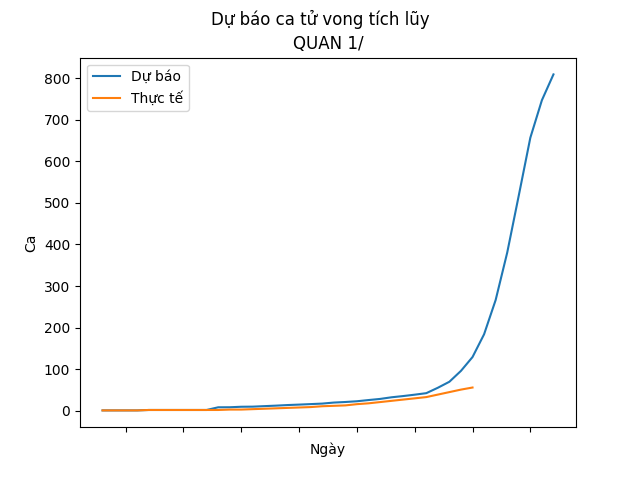 Dự báo ca tử vong tích lũy
QUAN 1/
Dự báo
Thực tế
800
700
600
500
400
300
200
100
0
Ca
Ngày